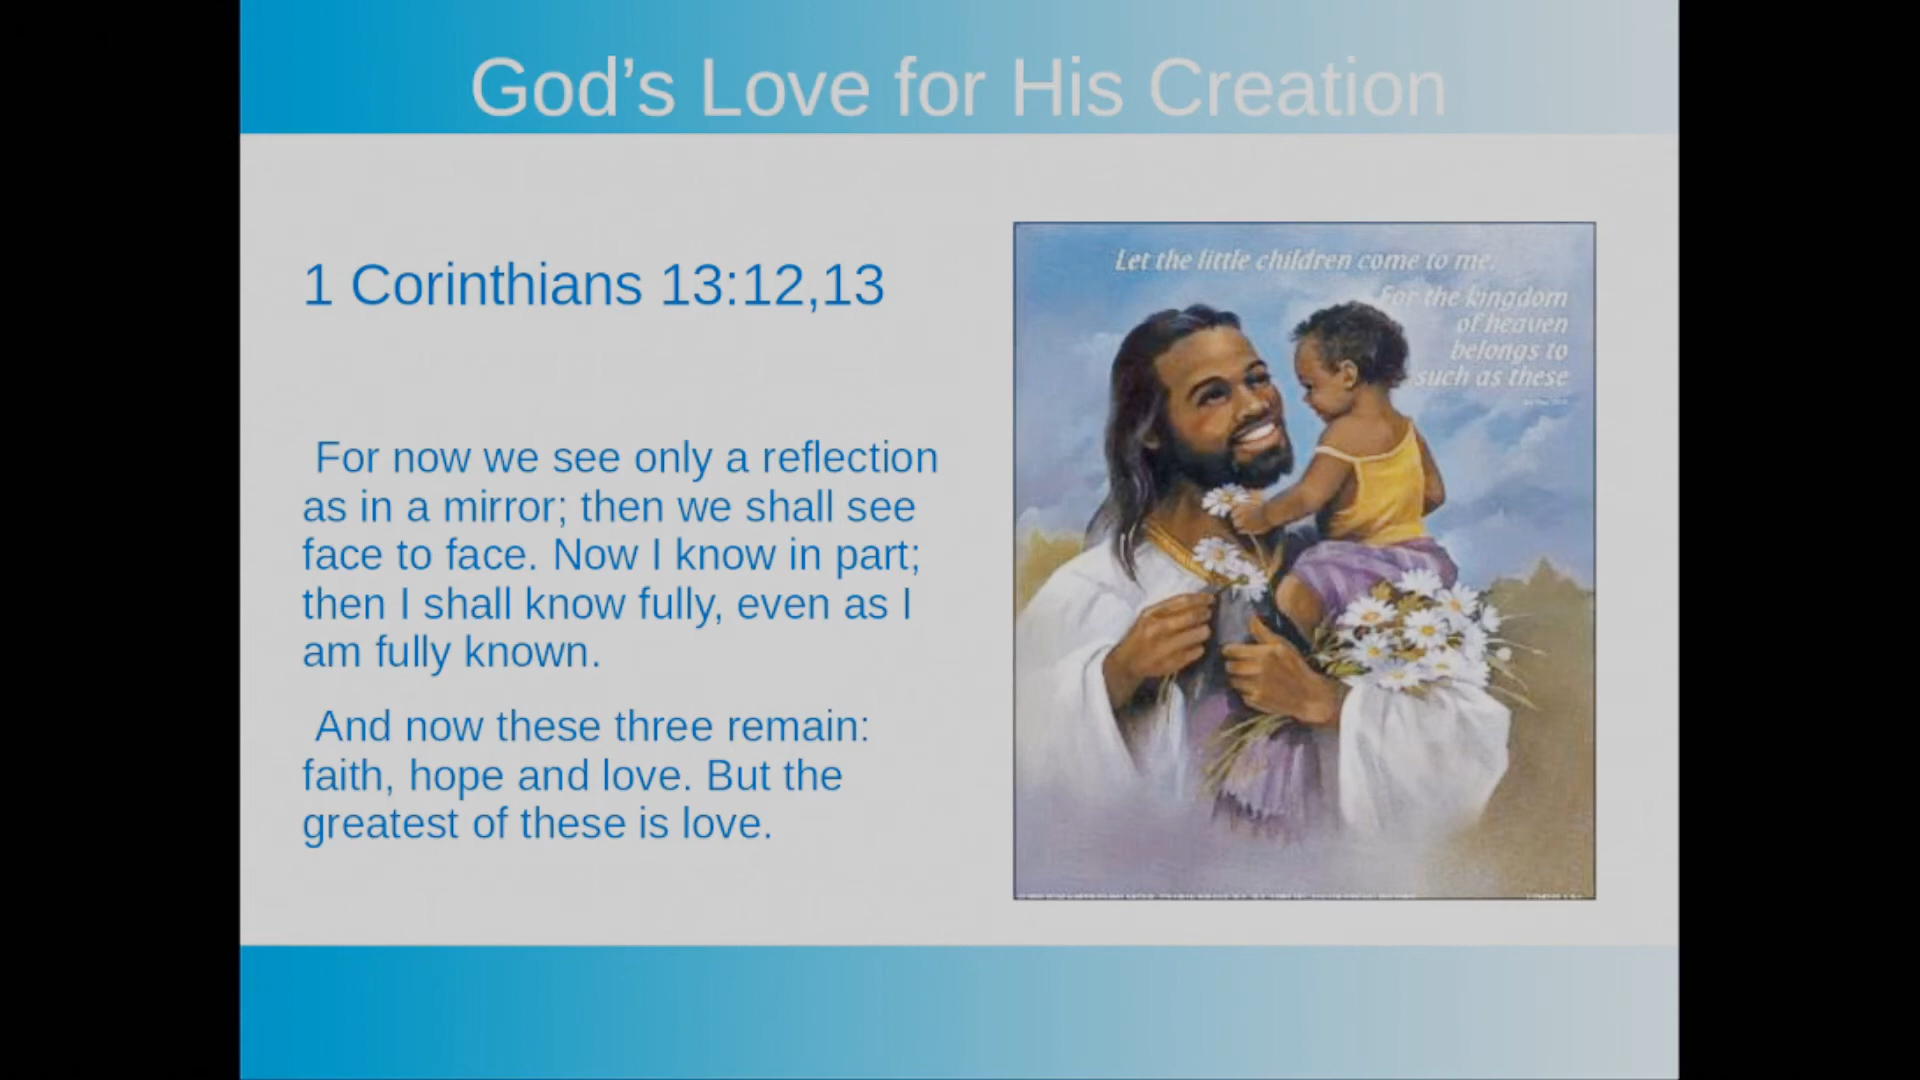 God’s Love for His Creation
1 Corinthians 13:12,13
For now we see only a reflection
as in a mirror; then we shall see
face to face. Now I know in part;
then I shall know fully, even as I
am fully known.
And now these three remain:
faith, hope and love. But the
greatest of these is love.
Let the little children come to me.
For the kingdom
of heaven
belongs to
such as these